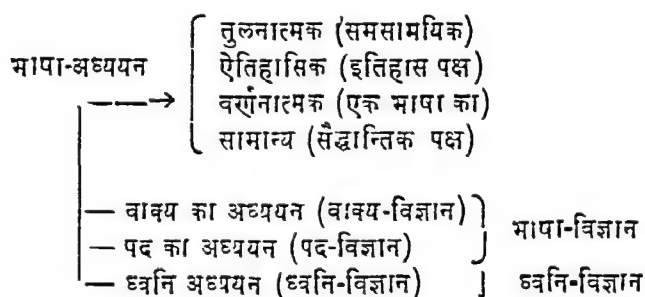 तुलनात्मक (समसामयिक)
भाषा-अध्ययन
ऐतिहासिक (इतिहास पक्ष)
वर्णनात्मक (एक भाषा का)
सामान्य (सैद्धान्तिक पक्ष)
— वाक्य का अध्ययन (वाक्य-विज्ञान)
भाषा-विज्ञान
— पद का अध्ययन (पद-विज्ञान)
— ध्वनि अध्ययन (ध्वनि-विज्ञान) ध्वनि-विज्ञान